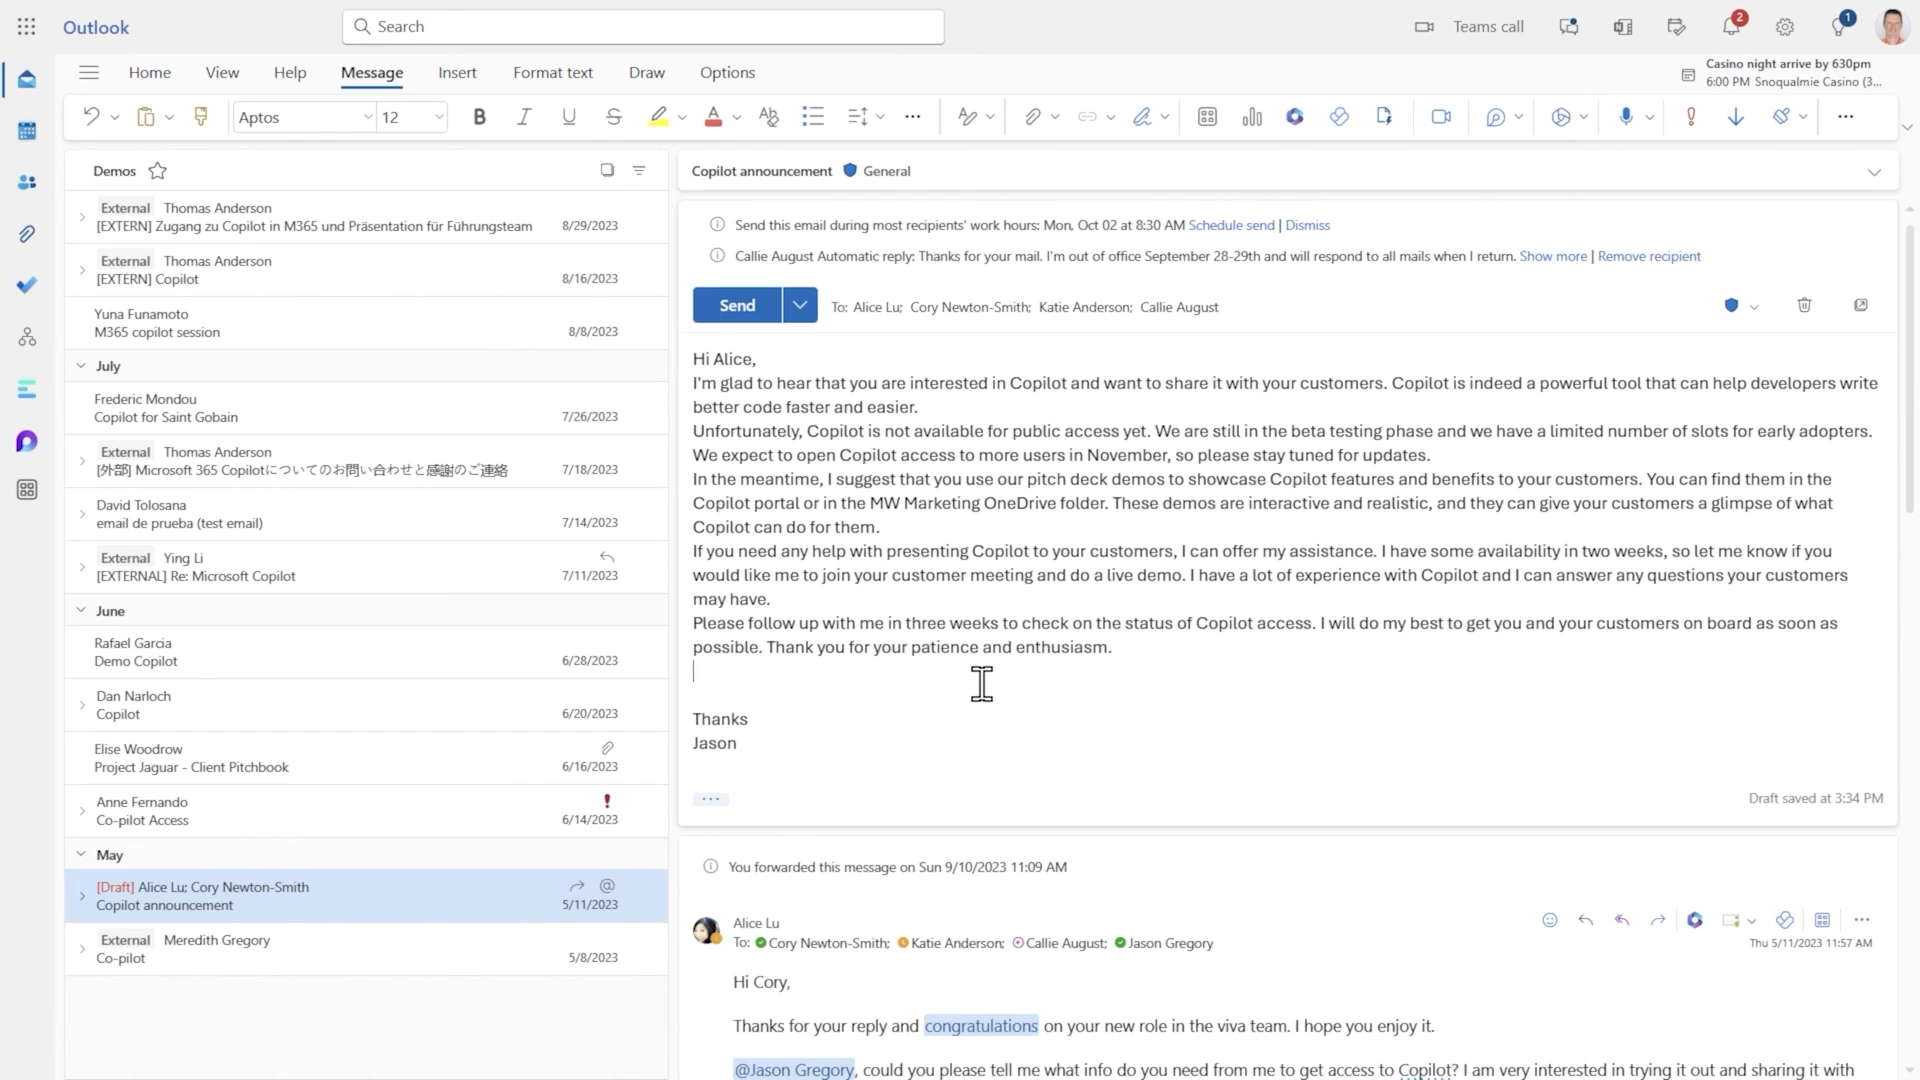 Outlook
Search
Teams call
2
1
Home View Help Message Insert Format text Draw Options
Casino night arrive by 630pm
6:00 PM Snoqualmie Casino (3...
Aptos 12
Demos
External Thomas Anderson
[EXTERN] Zugang zu Copilot in M365 und Präsentation für Führungsteam 8/29/2023
External Thomas Anderson
[EXTERN] Copilot 8/16/2023
Yuna Funamoto
M365 copilot session 8/8/2023
July
Frederic Mondou
Copilot for Saint Gobain 7/26/2023
External Thomas Anderson
[外部] Microsoft 365 Copilotについてのお問い合わせと感謝のご連絡 7/18/2023
David Tolosana
email de prueba (test email) 7/14/2023
External Ying Li
[EXTERNAL] Re: Microsoft Copilot 7/11/2023
June
Rafael Garcia
Demo Copilot 6/28/2023
Dan Narloch
Copilot 6/20/2023
Elise Woodrow
Project Jaguar - Client Pitchbook 6/16/2023
Anne Fernando
Co-pilot Access 6/14/2023
May
[Draft] Alice Lu; Cory Newton-Smith
Copilot announcement 5/11/2023
External Meredith Gregory
Co-pilot 5/8/2023
Copilot announcement General
Send this email during most recipients' work hours: Mon, Oct 02 at 8:30 AM Schedule send | Dismiss
Callie August Automatic reply: Thanks for your mail. I'm out of office September 28-29th and will respond to all mails when I return. Show more | Remove recipient
Send To: Alice Lu; Cory Newton-Smith; Katie Anderson; Callie August
Hi Alice,
I'm glad to hear that you are interested in Copilot and want to share it with your customers. Copilot is indeed a powerful tool that can help developers write
better code faster and easier.
Unfortunately, Copilot is not available for public access yet. We are still in the beta testing phase and we have a limited number of slots for early adopters.
We expect to open Copilot access to more users in November, so please stay tuned for updates.
In the meantime, I suggest that you use our pitch deck demos to showcase Copilot features and benefits to your customers. You can find them in the
Copilot portal or in the MW Marketing OneDrive folder. These demos are interactive and realistic, and they can give your customers a glimpse of what
Copilot can do for them.
If you need any help with presenting Copilot to your customers, I can offer my assistance. I have some availability in two weeks, so let me know if you
would like me to join your customer meeting and do a live demo. I have a lot of experience with Copilot and I can answer any questions your customers
may have.
Please follow up with me in three weeks to check on the status of Copilot access. I will do my best to get you and your customers on board as soon as
possible. Thank you for your patience and enthusiasm.
Thanks
Jason
Draft saved at 3:34 PM
You forwarded this message on Sun 9/10/2023 11:09 AM
Alice Lu
To: Cory Newton-Smith; Katie Anderson; Callie August; Jason Gregory
Thu 5/11/2023 11:57 AM
Hi Cory,
Thanks for your reply and congratulations on your new role in the viva team. I hope you enjoy it.
@Jason Gregory, could you please tell me what info do you need from me to get access to Copilot? I am very interested in trying it out and sharing it with